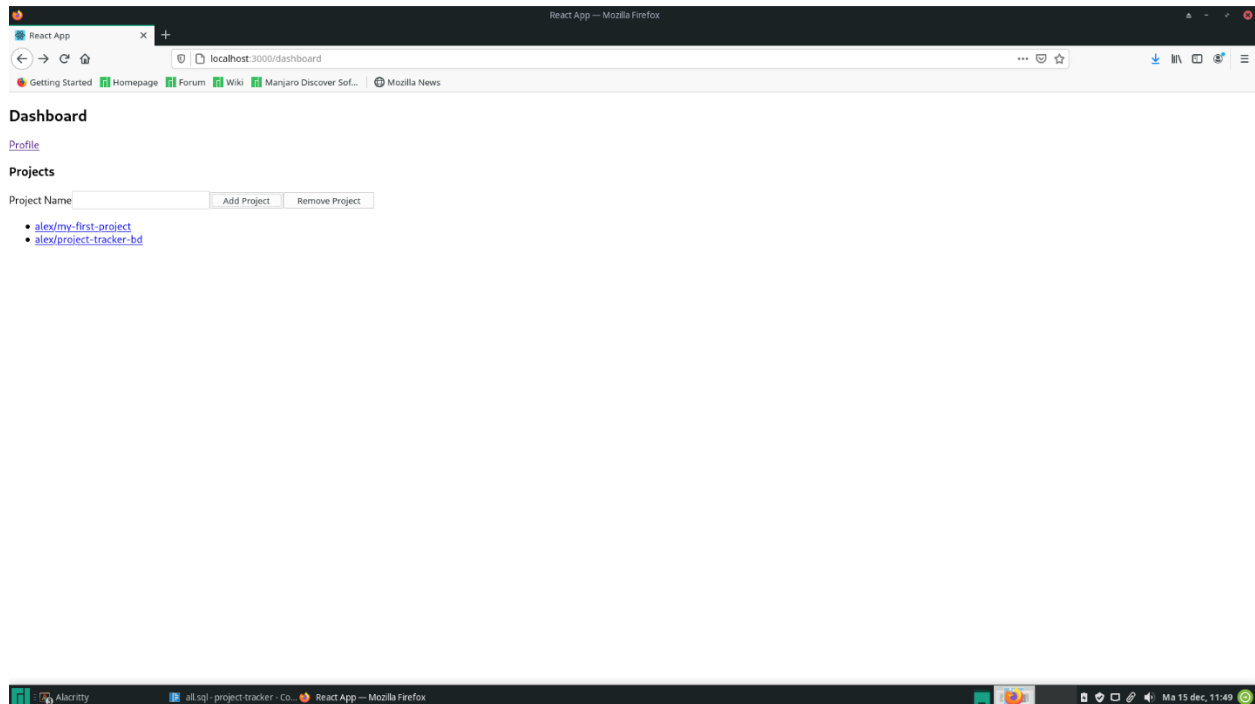 React App — Mozilla Firefox
React App
localhost:3000/dashboard
Getting Started Homepage Forum Wiki Manjaro Discover Sof... Mozilla News
Dashboard
Profile
Projects
Project Name Add Project Remove Project
• alex/my-first-project
• alex/project-tracker-bd
Alacritty all.sql - project-tracker - Co... React App — Mozilla Firefox Ma 15 dec, 11:49